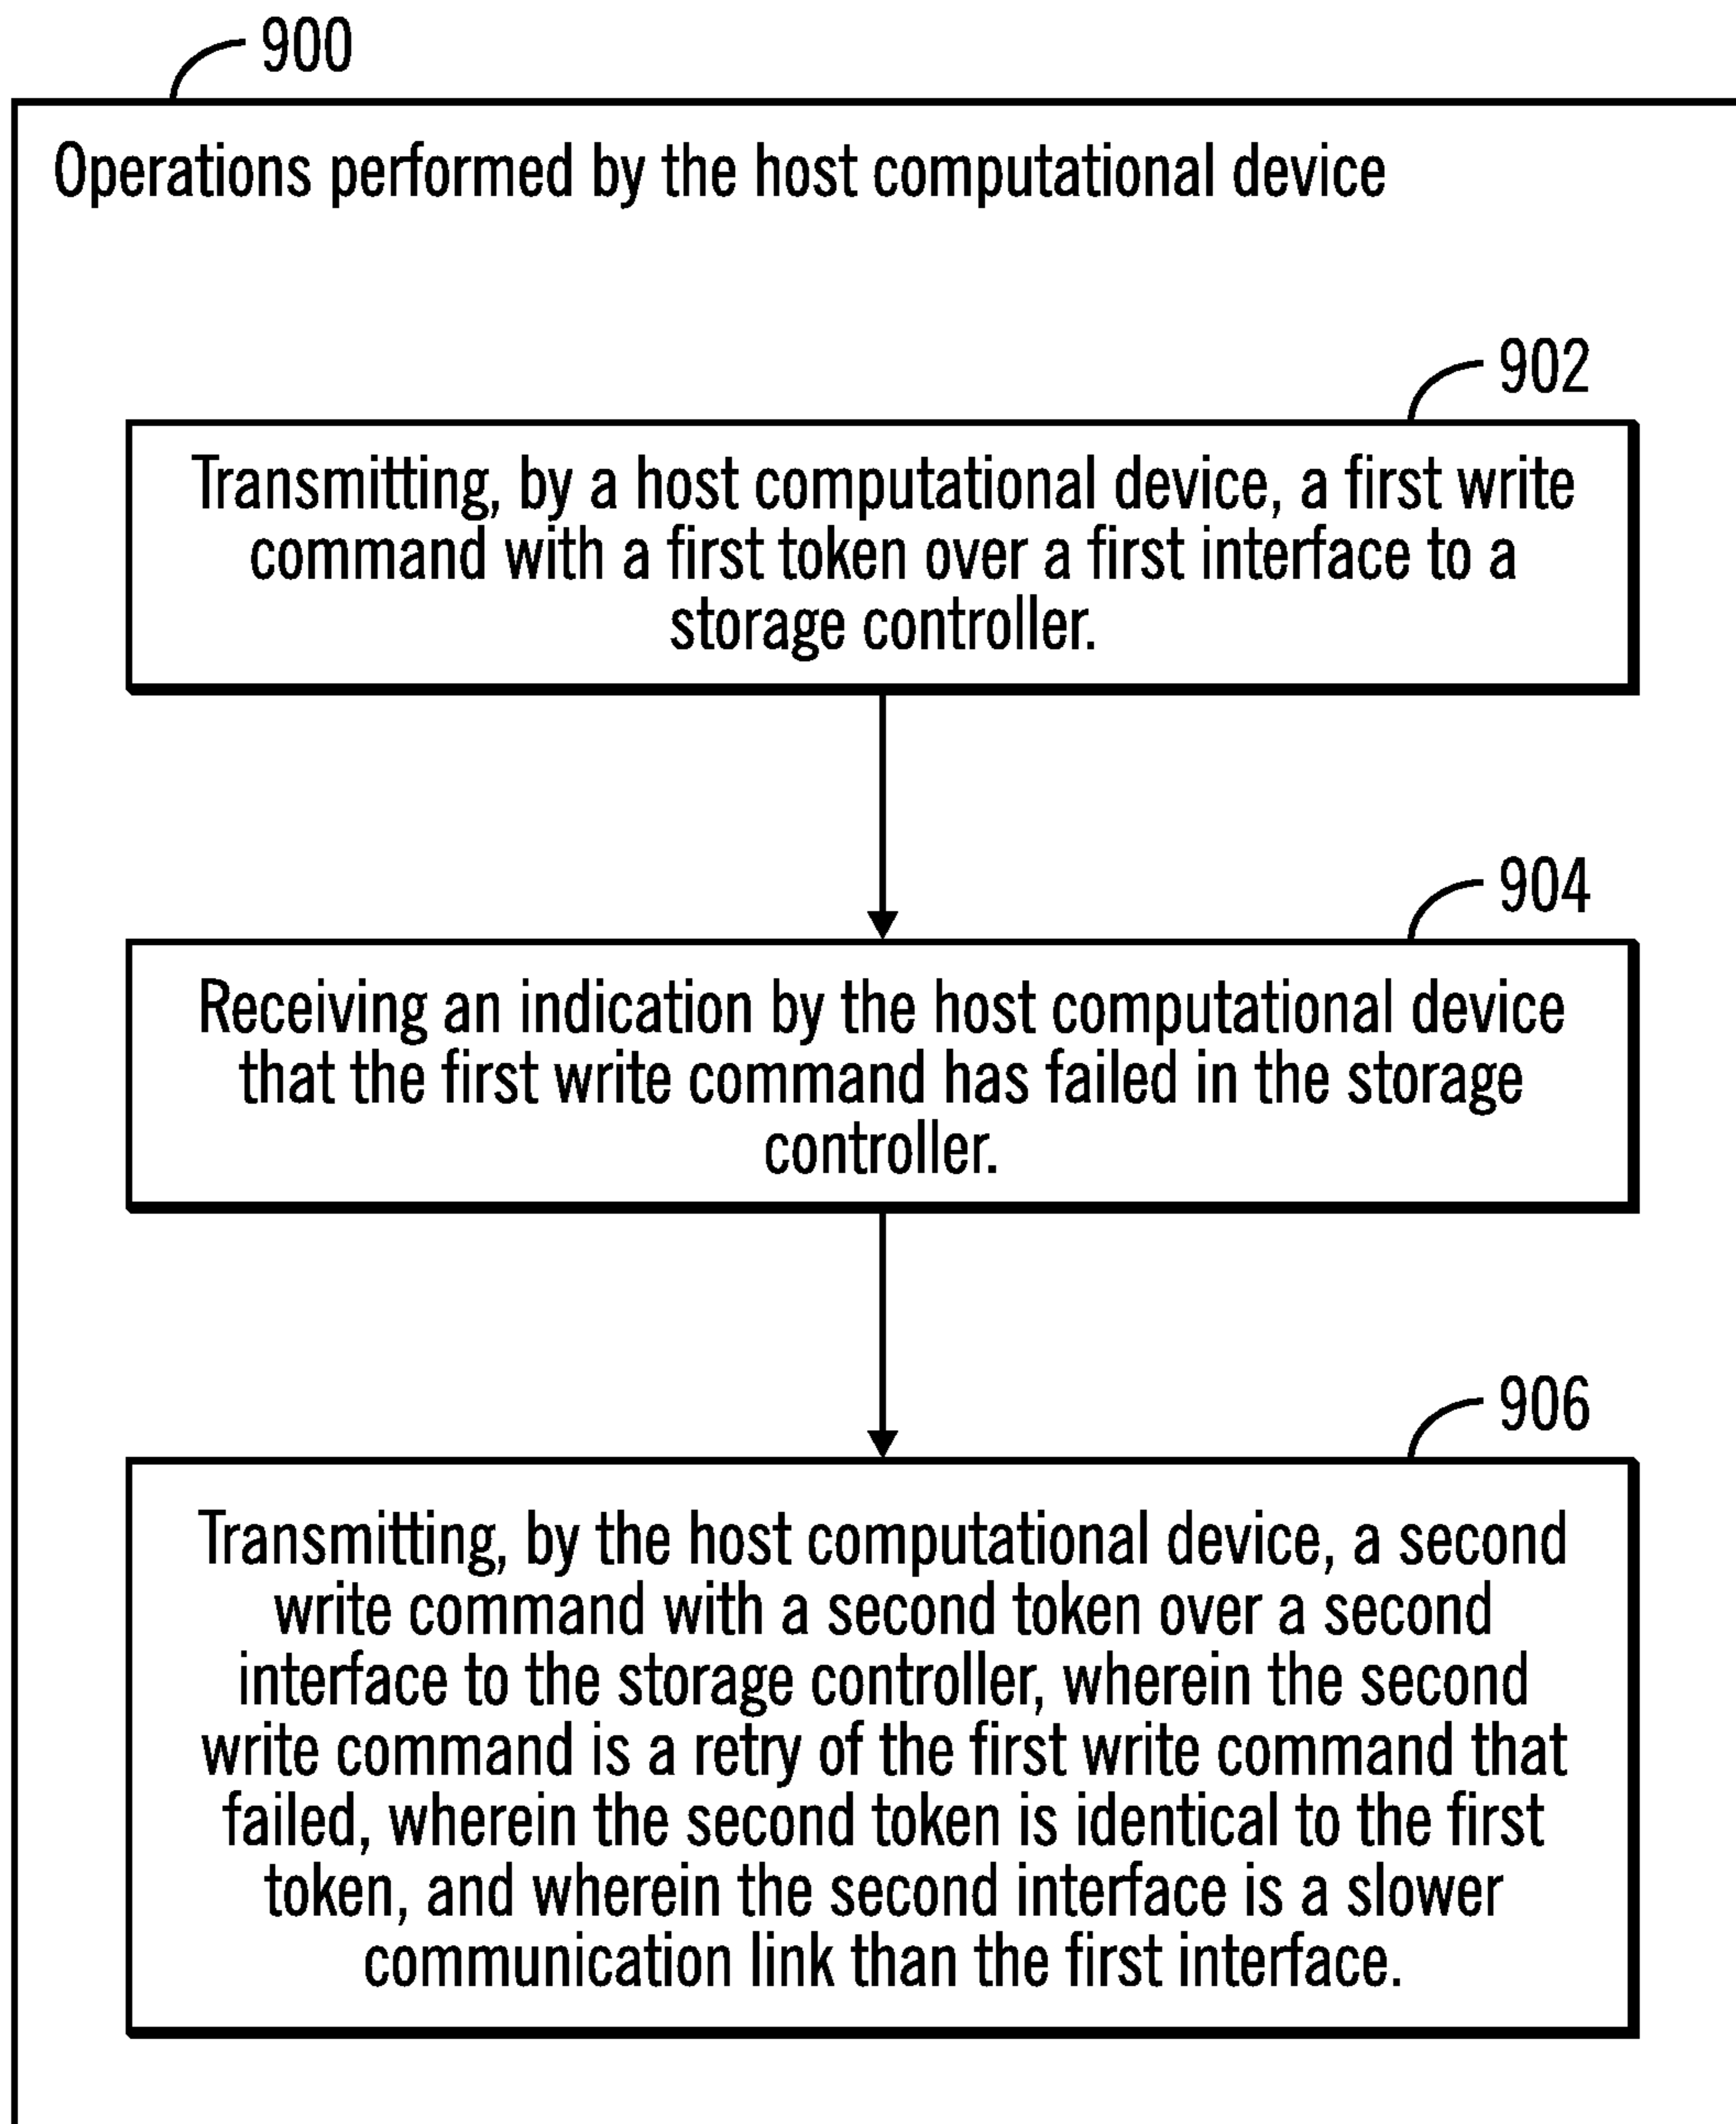 900
Operations performed by the host computational device
902
Transmitting, by a host computational device, a first write
command with a first token over a first interface to a
storage controller.
904
Receiving an indication by the host computational device
that the first write command has failed in the storage
controller.
906
Transmitting, by the host computational device, a second
write command with a second token over a second
interface to the storage controller, wherein the second
write command is a retry of the first write command that
failed, wherein the second token is identical to the first
token, and wherein the second interface is a slower
communication link than the first interface.